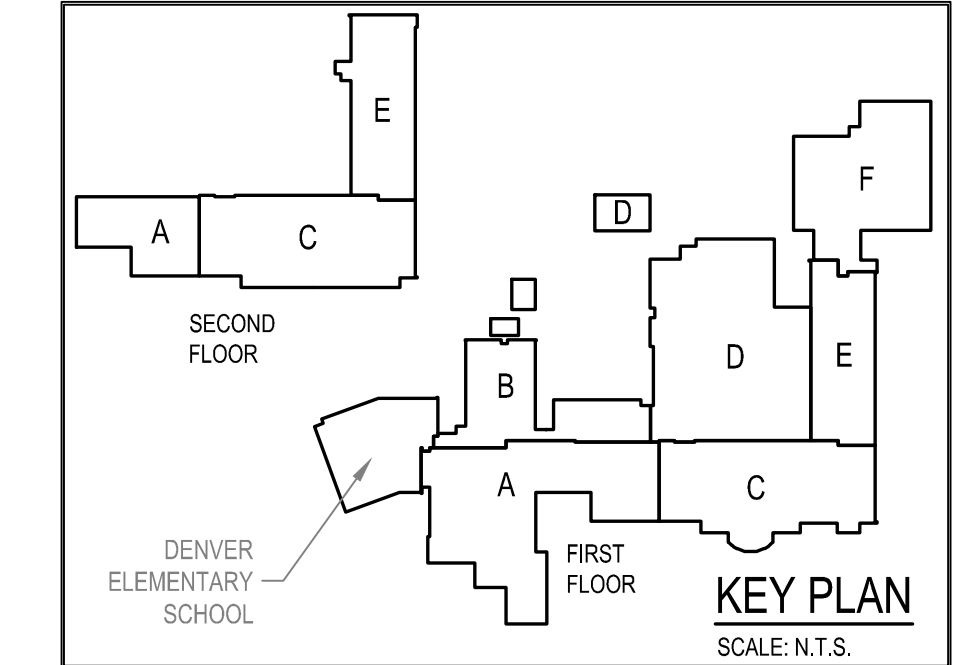 E
A
C
SECOND
FLOOR
F
D
D
E
B
A
C
DENVER
ELEMENTARY
SCHOOL
FIRST
FLOOR
KEY PLAN
SCALE: N.T.S.